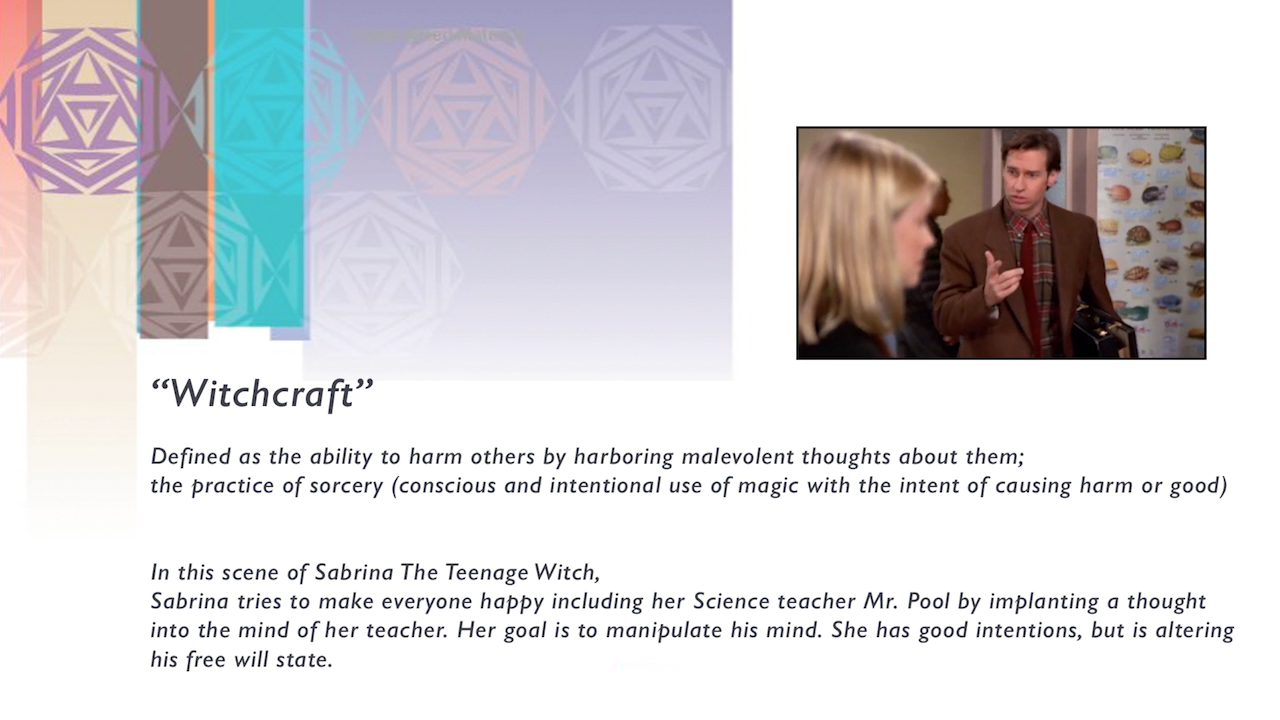 “Witchcraft”
Defined as the ability to harm others by harboring malevolent thoughts about them;
the practice of sorcery (conscious and intentional use of magic with the intent of causing harm or good)
In this scene of Sabrina The Teenage Witch,
Sabrina tries to make everyone happy including her Science teacher Mr. Pool by implanting a thought
into the mind of her teacher. Her goal is to manipulate his mind. She has good intentions, but is altering
his free will state.